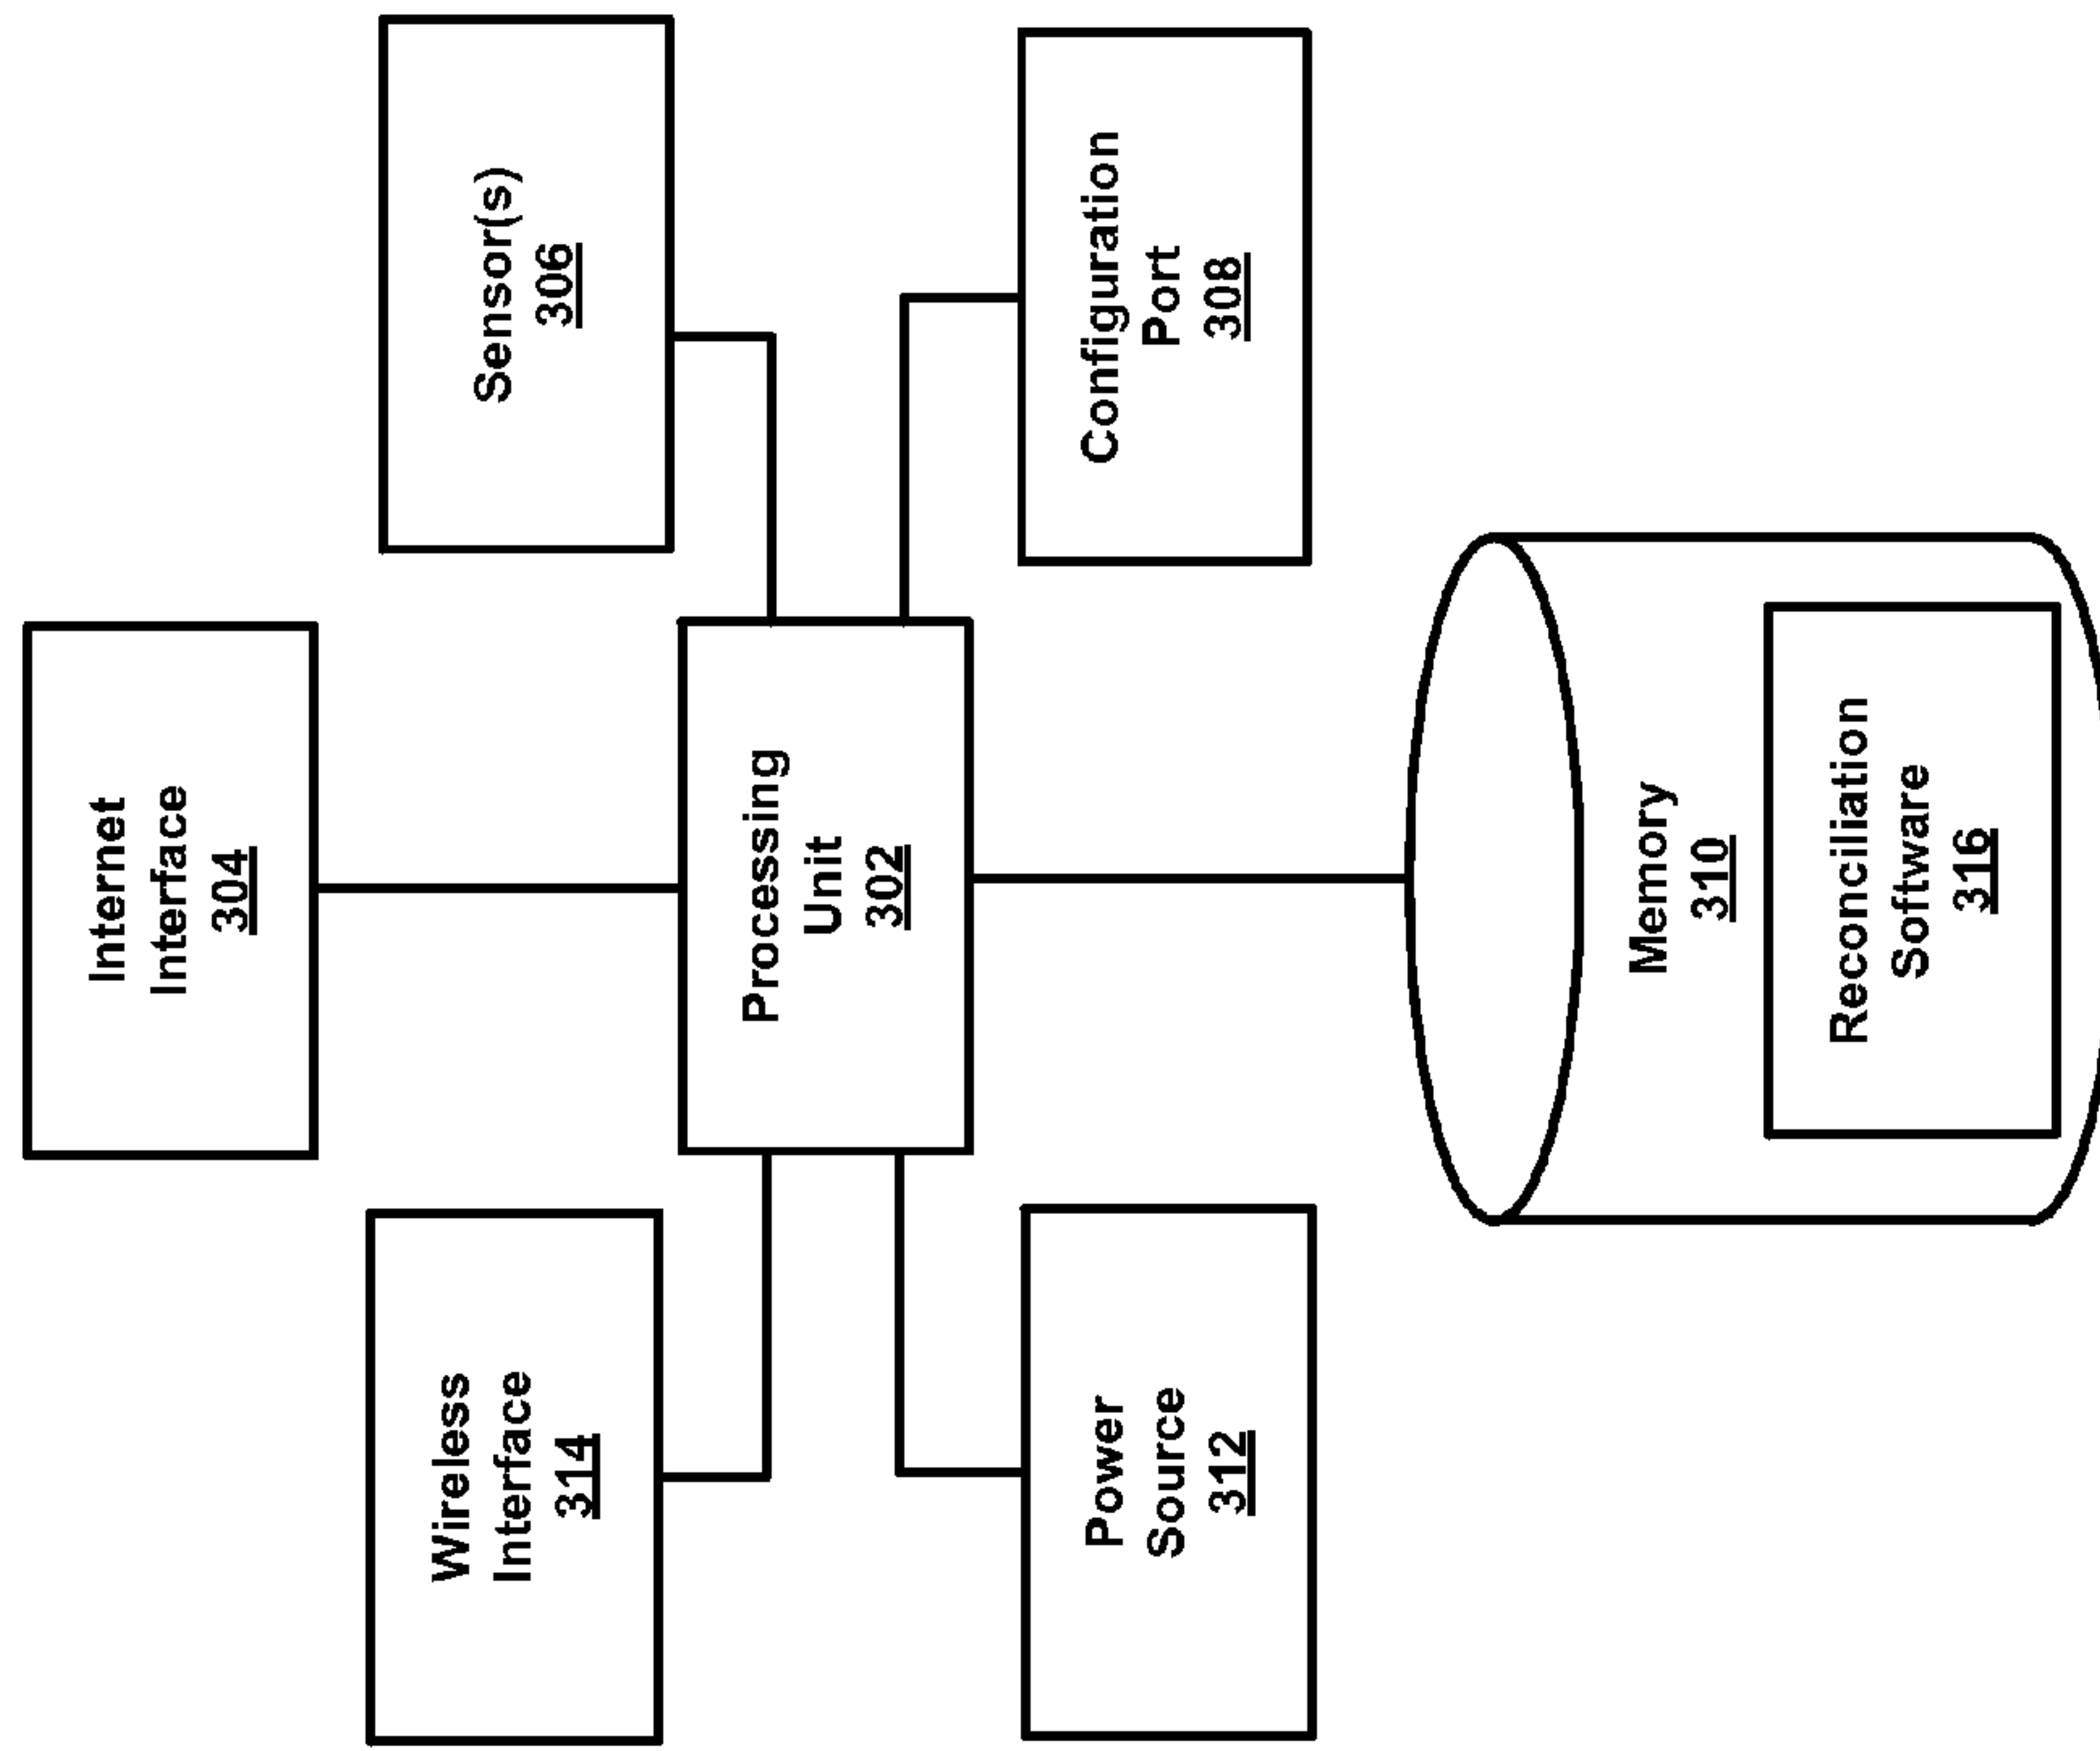 Internet
Interface
304
Wireless
Interface
314
Sensor(s)
306
Processing
Unit
302
Power
Source
312
Configuration
Port
308
Memory
310
Reconciliation
Software
316